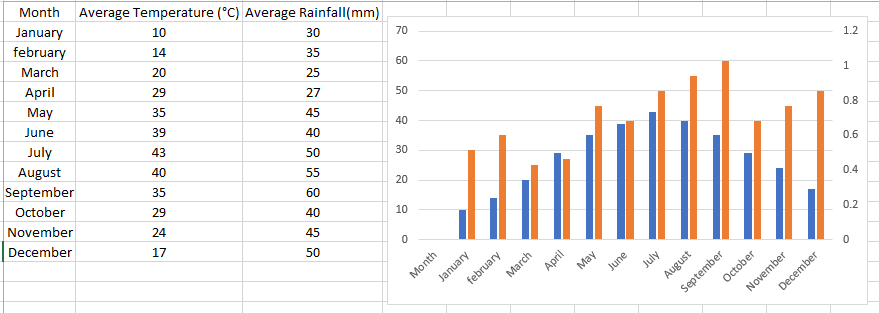 Month Average Temperature (°C) Average Rainfall(mm)
January 10 30
february 14 35
March 20 25
April 29 27
May 35 45
June 39 40
July 43 50
August 40 55
September 35 60
October 29 40
November 24 45
December 17 50
70 1.2
60 1
50 0.8
40 0.6
30 0.4
20 0.2
10 0
0
Month January february March April May June July August September October November December